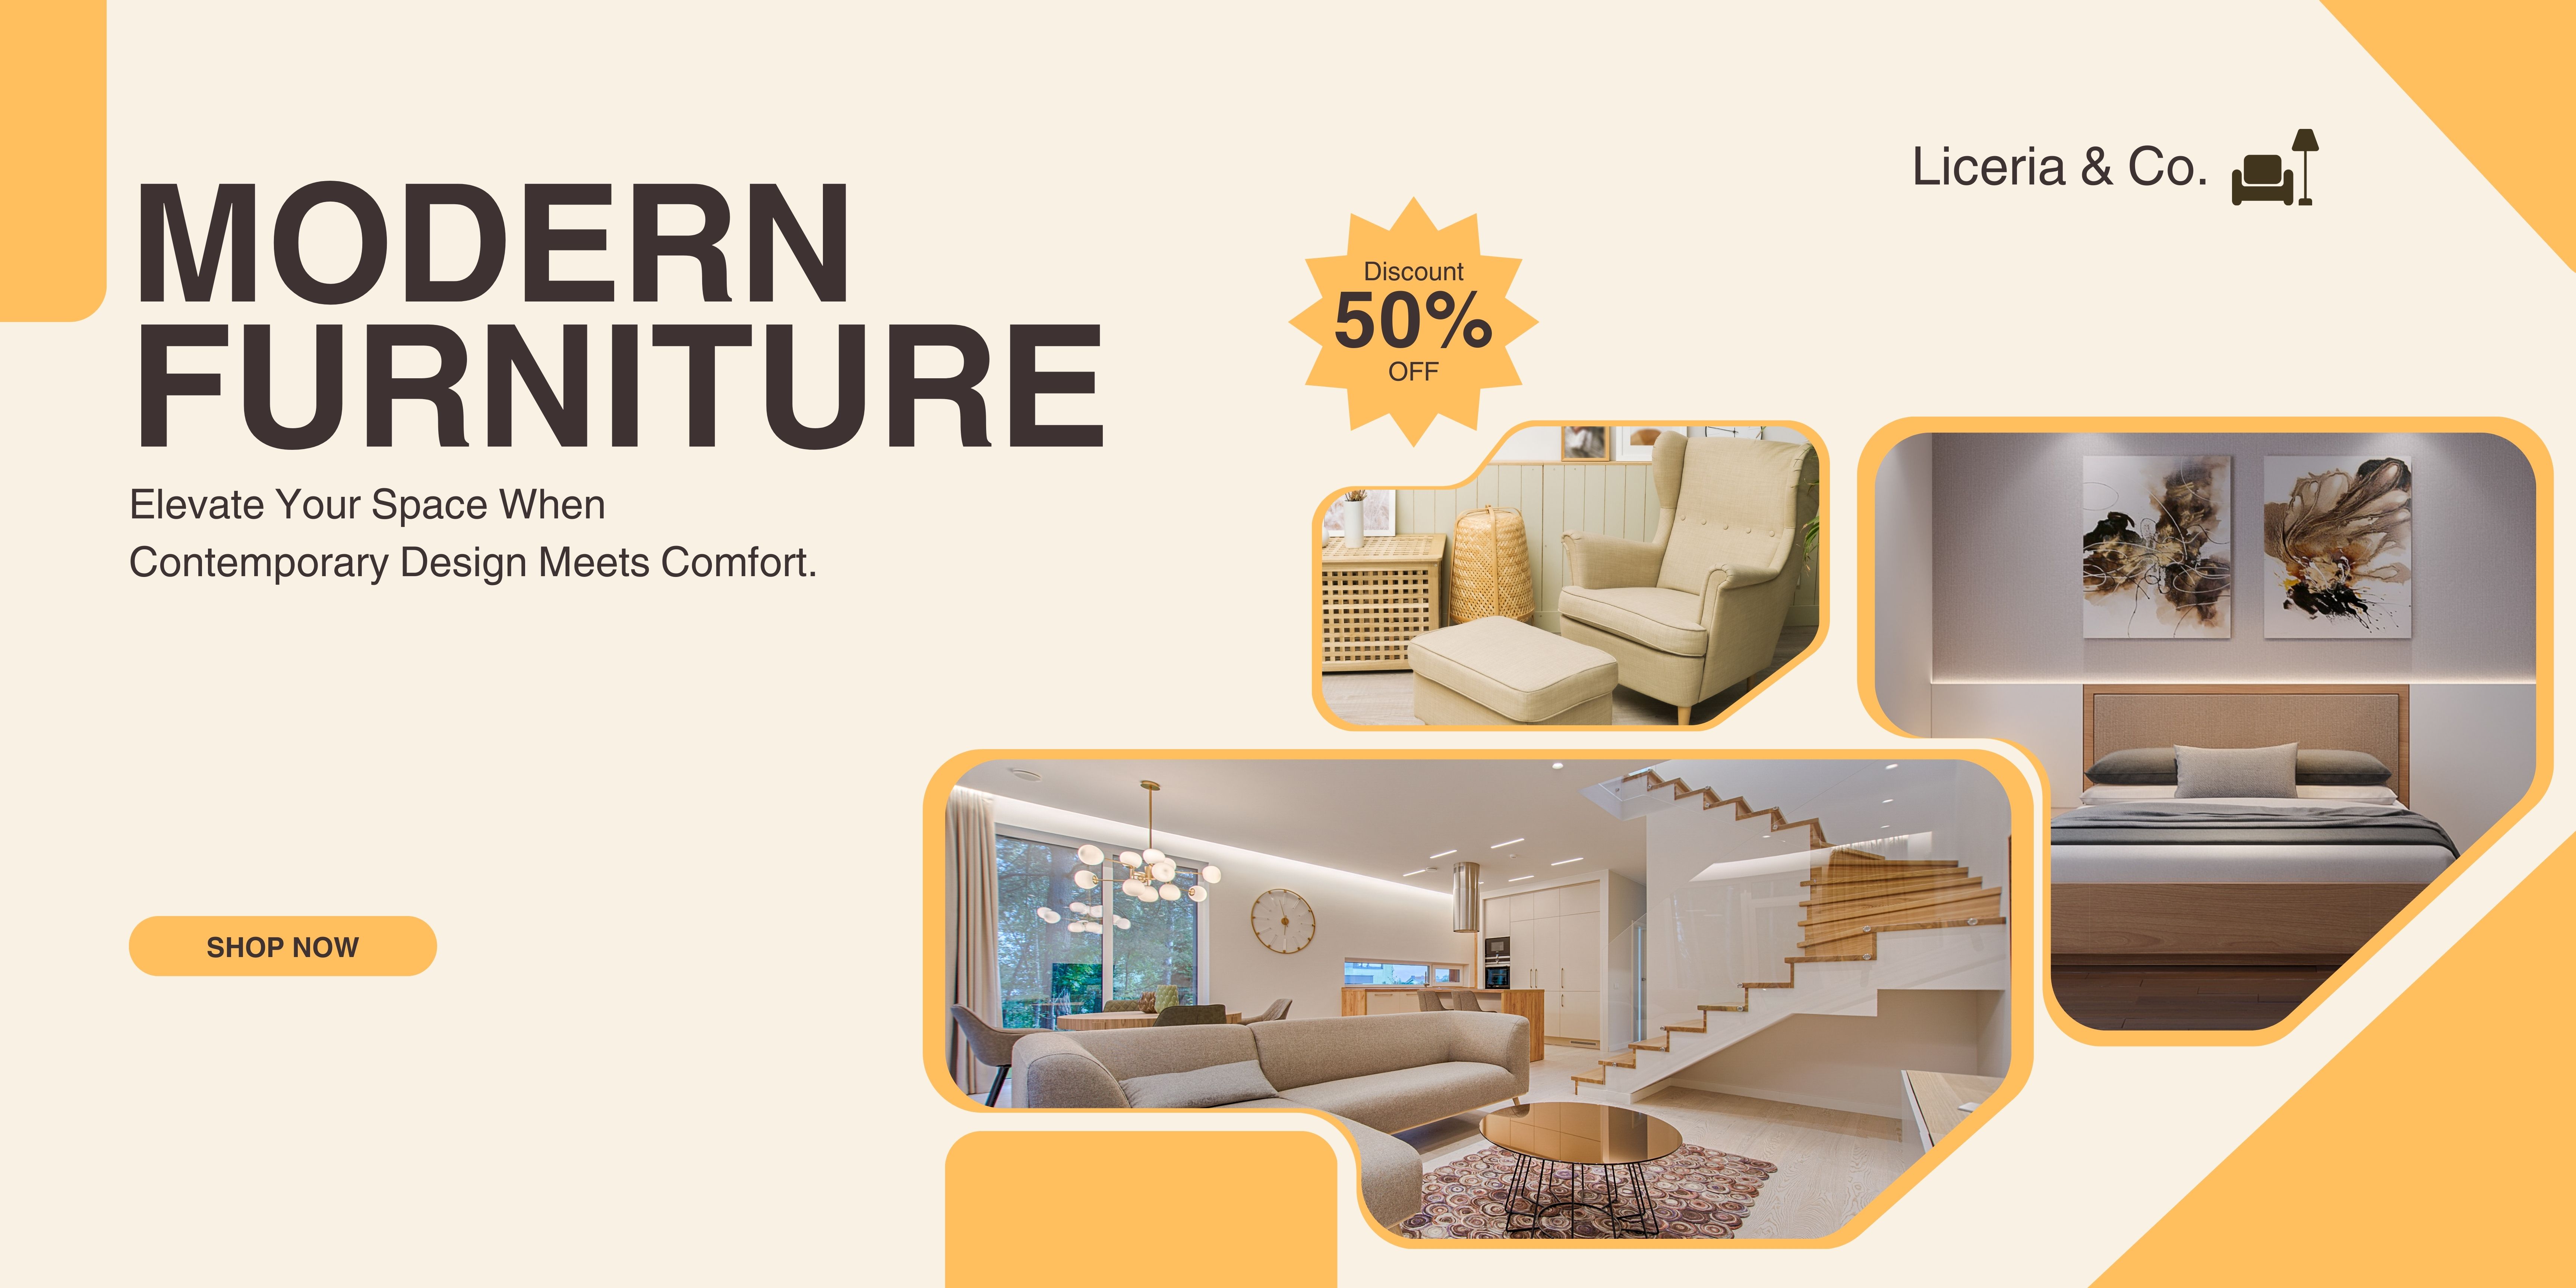 MODERN
FURNITURE
Elevate Your Space When
Contemporary Design Meets Comfort.
SHOP NOW
Discount
50%
OFF
Liceria & Co.